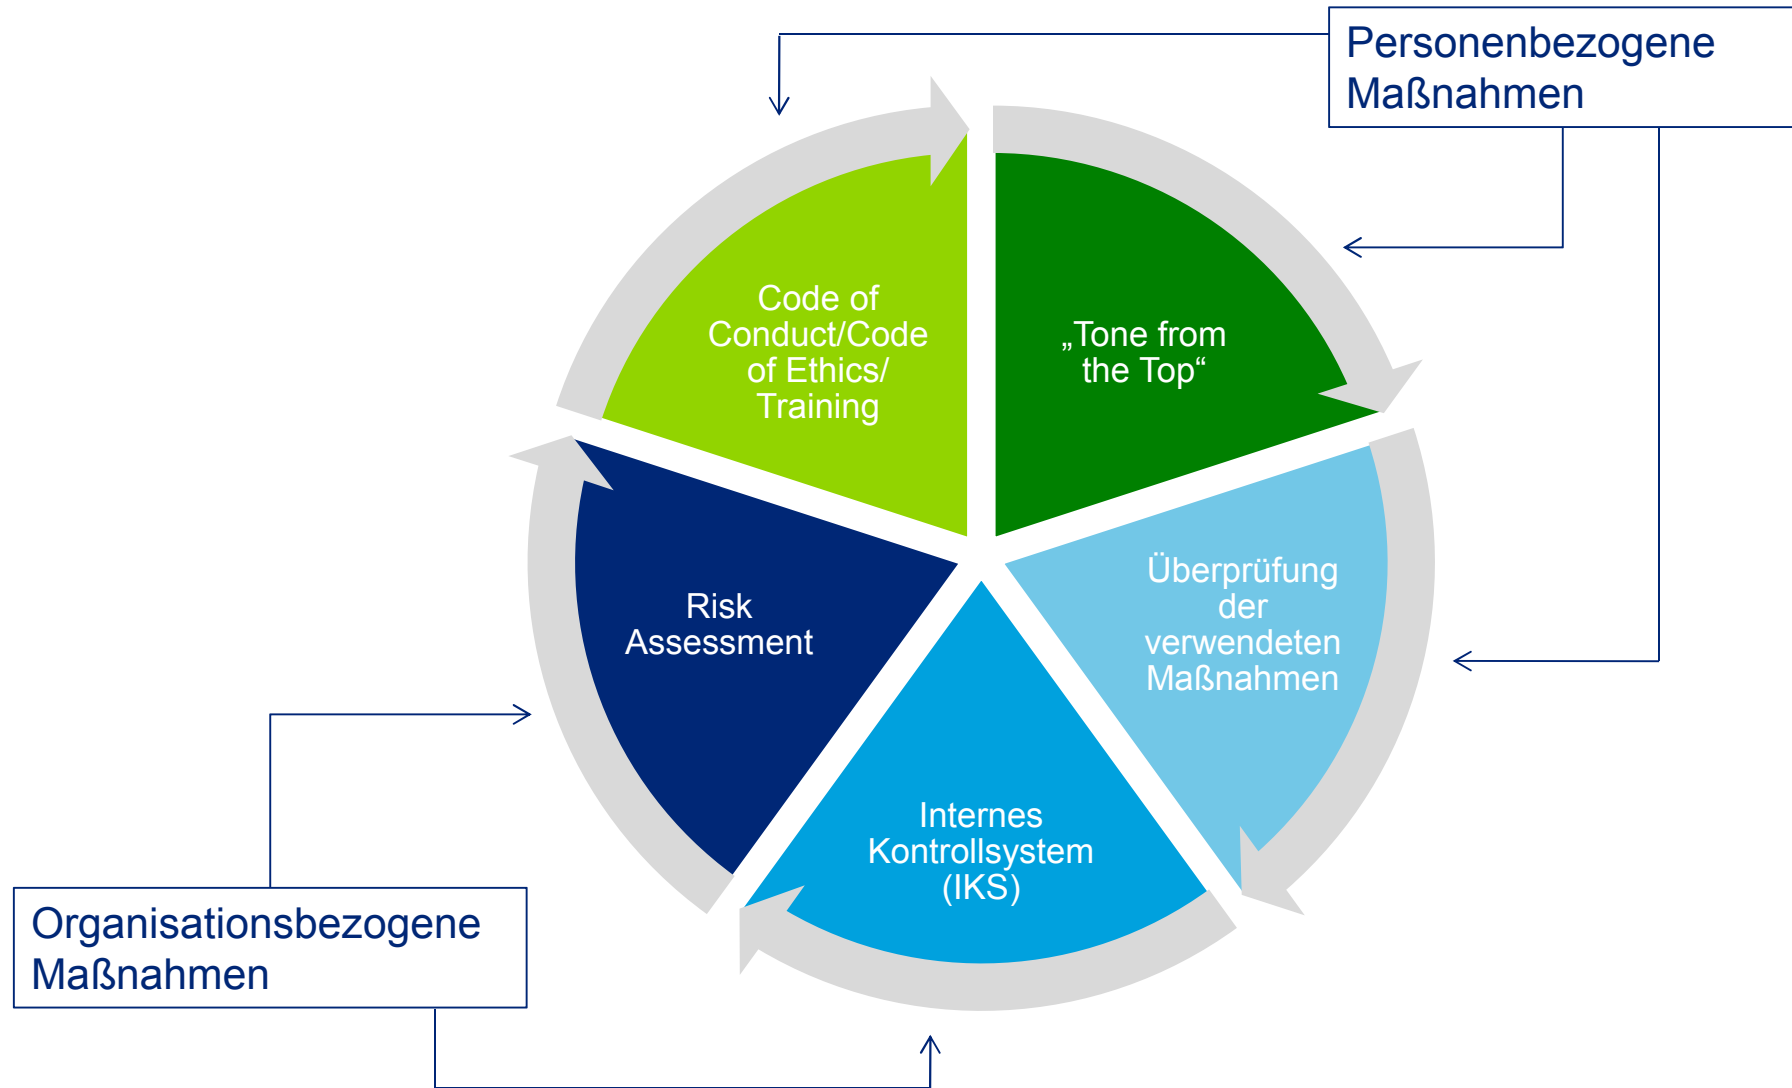 Personenbezogene
Maßnahmen
Code of
Conduct/Code
of Ethics/
Training
„Tone from
the Top“
Überprüfung
der
verwendeten
Maßnahmen
Risk
Assessment
Internes
Kontrollsystem
(IKS)
Organisationsbezogene
Maßnahmen